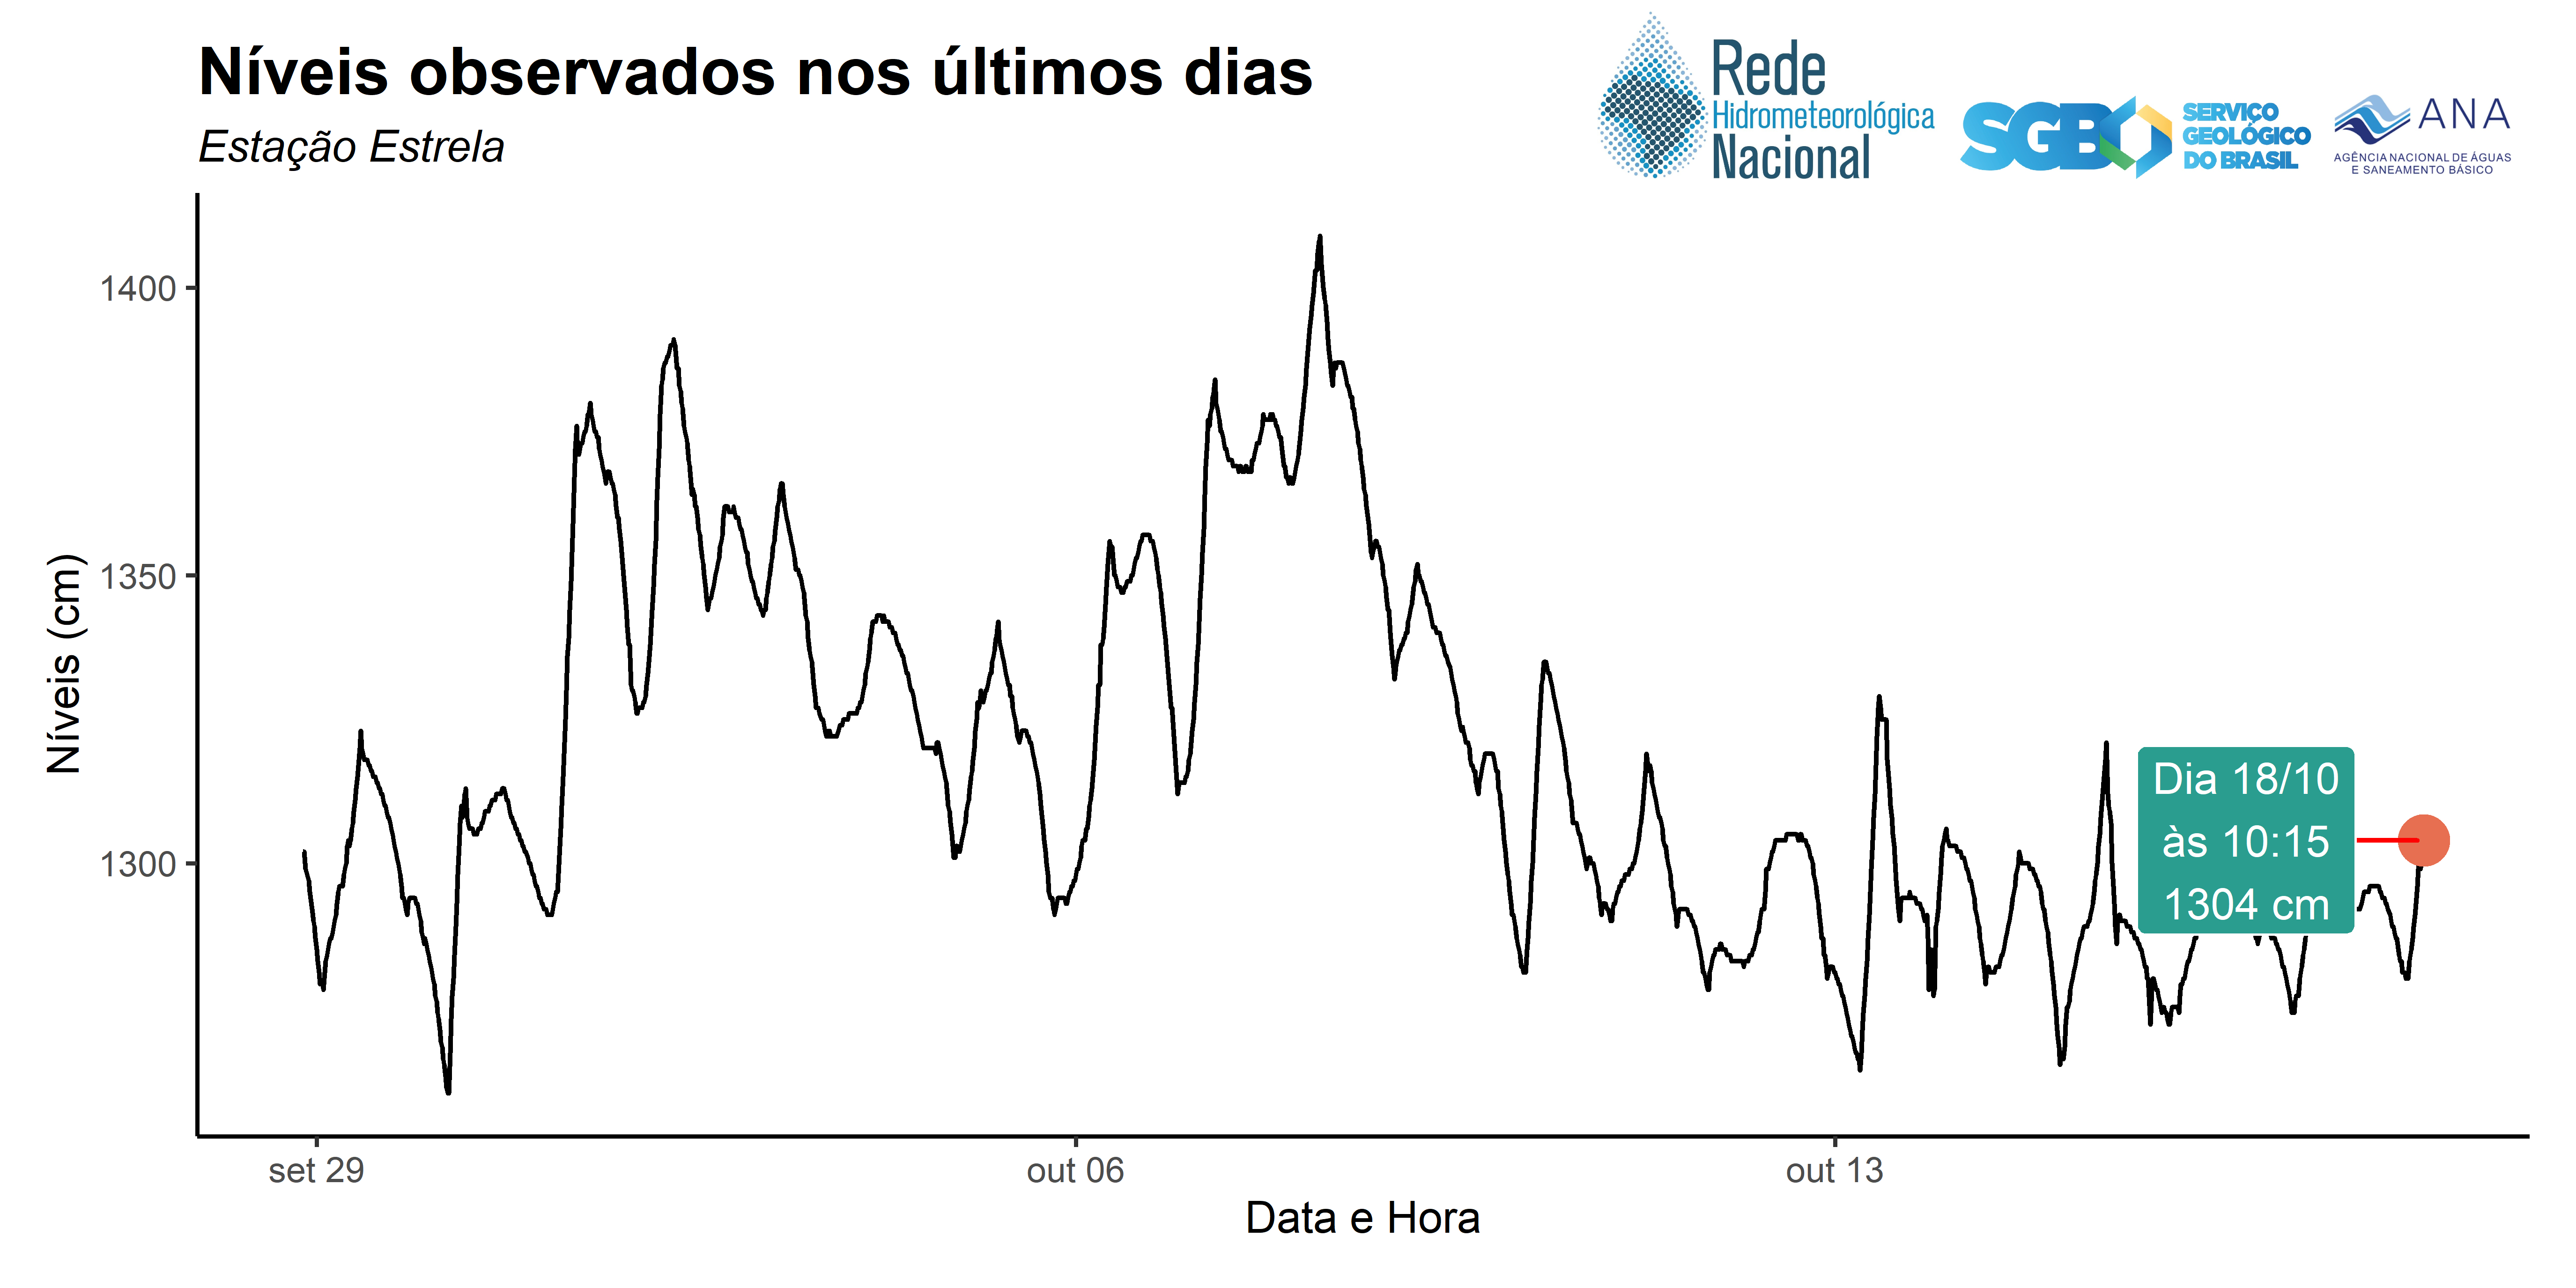 Níveis observados nos últimos dias
Estação Estrela
Rede
Hidrometeorológica
Nacional
SGB
SERVIÇO
GEOLÓGICO
DO BRASIL
ANA
AGÊNCIA NACIONAL DE ÁGUAS
E SANEAMENTO BÁSICO
Níveis (cm)
1400
1350
1300
Dia 18/10
às 10:15
1304 cm
set 29
out 06
out 13
Data e Hora